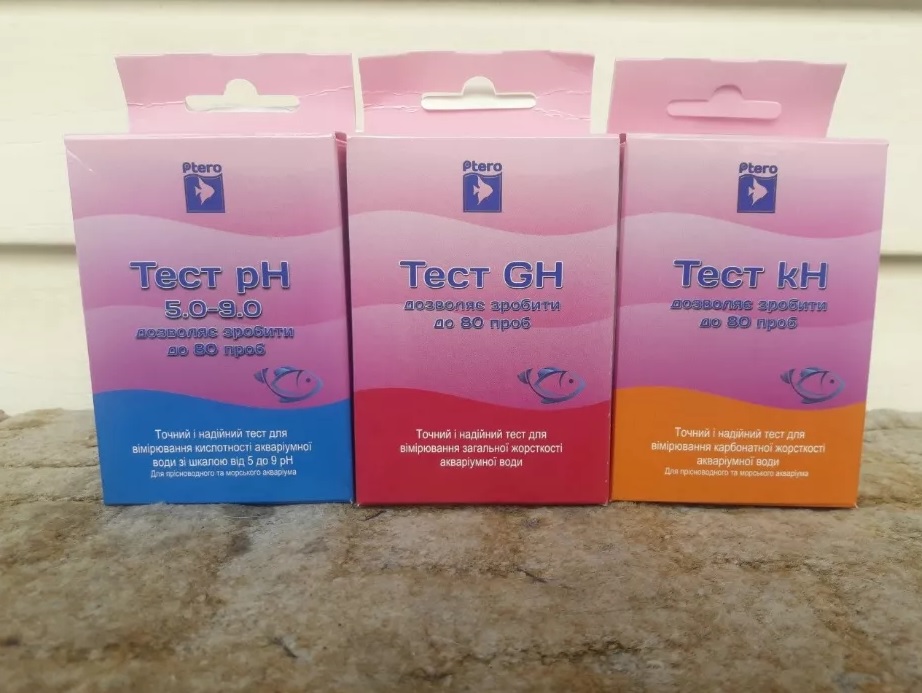 Ptero
Тест pH
5.0-9.0
дозволяє зробити
до 80 проб
Точний і надійний тест для
вімірювання кислотності акваріумної
води зі шкалою від 5 до 9 pH
Для прісноводного та морського акваріума
Ptero
Тест GH
дозволяє зробити
до 80 проб
Точний і надійний тест для
вімірювання загальної жорсткості
акваріумної води
Ptero
Тест kH
дозволяє зробити
до 80 проб
Точний і надійний тест для
вімірювання карбонатної жорсткості
акваріумної води
Для прісноводного та морського акваріума